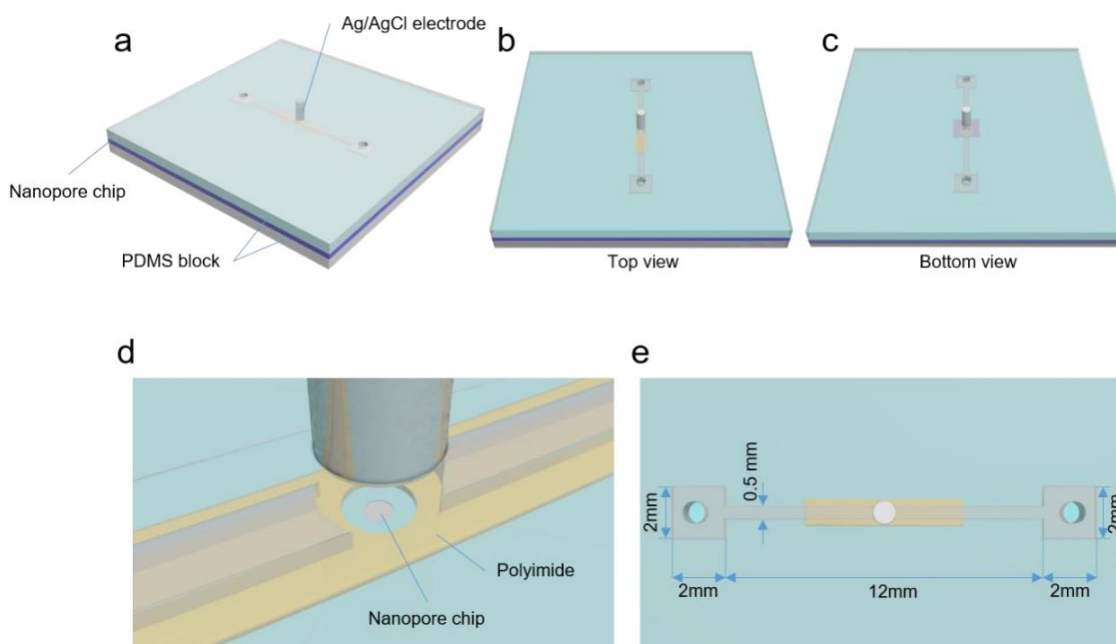 a
Ag/AgCl electrode
b
c
Nanopore chip
PDMS block
Top view
Bottom view
d
Polyimide
Nanopore chip
e
0.5 mm
2mm
2mm
2mm
12mm
2mm